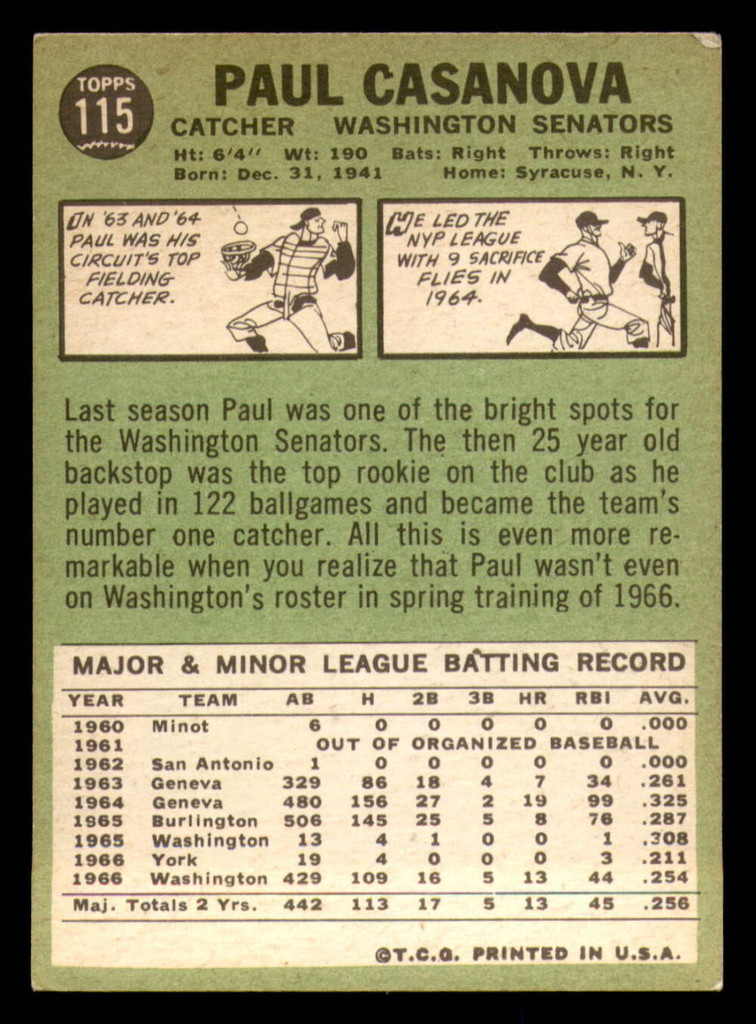 TOPPS
115
PAUL CASANOVA
CATCHER WASHINGTON SENATORS
Ht: 6'4" Wt: 190 Bats: Right Throws: Right
Born: Dec. 31, 1941 Home: Syracuse, N. Y.
IN '63 AND '64
PAUL WAS HIS
CIRCUIT'S TOP
FIELDING
CATCHER.
HE LED THE
NYP LEAGUE
WITH 9 SACRIFICE
FLIES IN
1964.
Last season Paul was one of the bright spots for
the Washington Senators. The then 25 year old
backstop was the top rookie on the club as he
played in 122 ballgames and became the team's
number one catcher. All this is even more re-
markable when you realize that Paul wasn't even
on Washington's roster in spring training of 1966.
MAJOR & MINOR LEAGUE BATTING RECORD
YEAR TEAM AB H 2B 3B HR RBI AVG.
1960 Minot 6 0 0 0 0 0 .000
1961 OUT OF ORGANIZED BASEBALL
1962 San Antonio 1 0 0 0 0 0 .000
1963 Geneva 329 86 18 4 7 34 .261
1964 Geneva 480 156 27 2 19 99 .325
1965 Burlington 506 145 25 5 8 76 .287
1965 Washington 13 4 1 0 0 1 .308
1966 York 19 4 0 0 0 3 .211
1966 Washington 429 109 16 5 13 44 .254
Maj. Totals 2 Yrs. 442 113 17 5 13 45 .256
©T.C.G. PRINTED IN U.S.A.